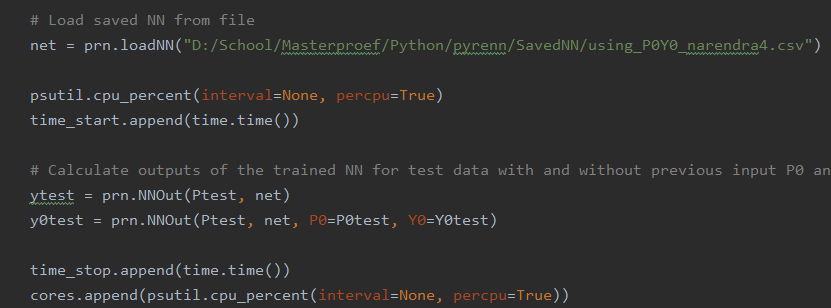 # Load saved NN from file
net = prn.loadNN("D:/School/Masterproef/Python/pyrenn/SavedNN/using_P0Y0_narendra4.csv")
psutil.cpu_percent(interval=None, percpu=True)
time_start.append(time.time())
# Calculate outputs of the trained NN for test data with and without previous input P0 an
ytest = prn.NNOut(Ptest, net)
y0test = prn.NNOut(Ptest, net, P0=P0test, Y0=Y0test)
time_stop.append(time.time())
cores.append(psutil.cpu_percent(interval=None, percpu=True))